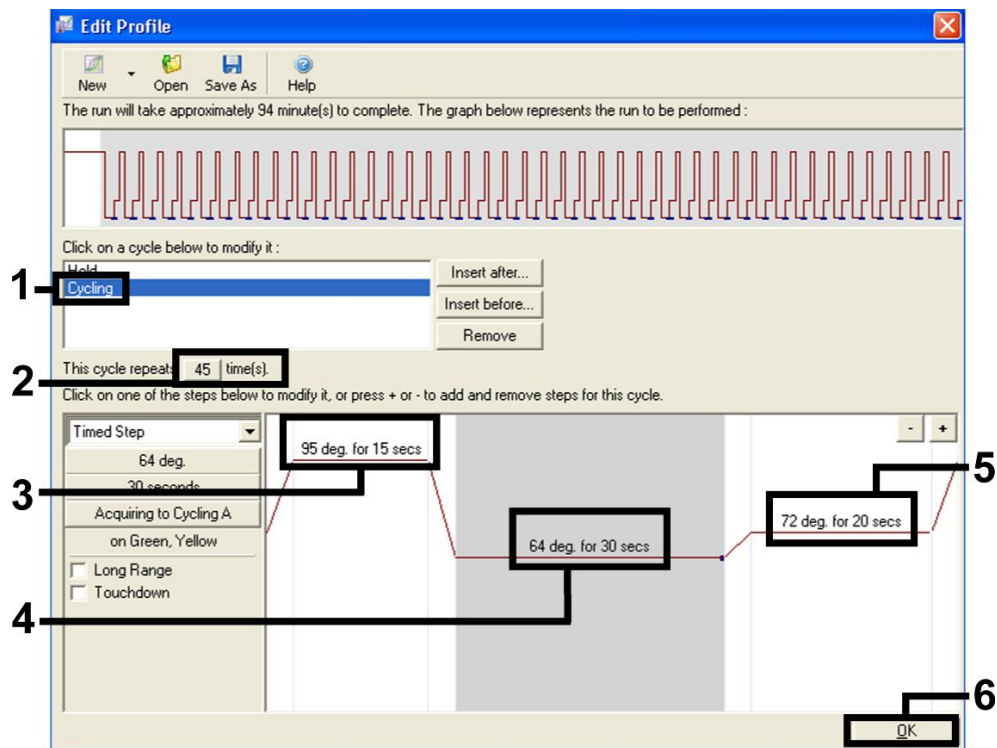 Edit Profile
New Open Save As Help
The run will take approximately 94 minute(s) to complete. The graph below represents the run to be performed :
Click on a cycle below to modify it :
Hold
1 Cycling
Insert after...
Insert before...
Remove
2 This cycle repeats 45 time(s).
Click on one of the steps below to modify it, or press + or - to add and remove steps for this cycle.
Timed Step
64 deg.
30 seconds
Acquiring to Cycling A
on Green, Yellow
Long Range
Touchdown
- +
3 95 deg. for 15 secs
4 64 deg. for 30 secs
5 72 deg. for 20 secs
6 OK